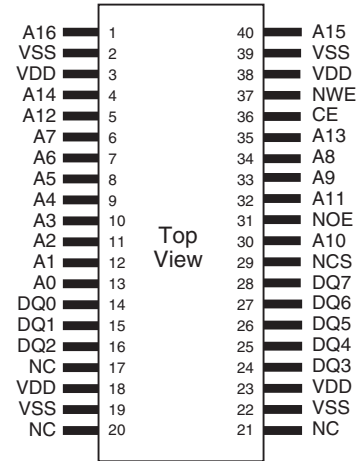 A16 1 40 A15
VSS 2 39 VSS
VDD 3 38 VDD
A14 4 37 NWE
A12 5 36 CE
A7 6 35 A13
A6 7 34 A8
A5 8 33 A9
A4 9 32 A11
A3 10 31 NOE
A2 11 30 A10
A1 12 29 NCS
A0 13 28 DQ7
DQ0 14 27 DQ6
DQ1 15 26 DQ5
DQ2 16 25 DQ4
NC 17 24 DQ3
VDD 18 23 VDD
VSS 19 22 VSS
NC 20 21 NC
Top
View